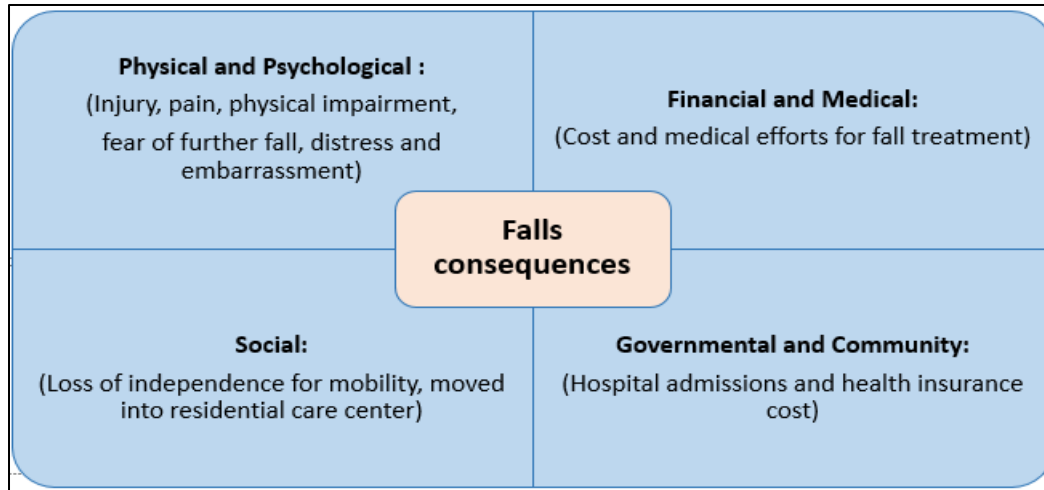 Physical and Psychological :
(Injury, pain, physical impairment,
fear of further fall, distress and
embarrassment)
Financial and Medical:
(Cost and medical efforts for fall treatment)
Falls
consequences
Social:
(Loss of independence for mobility, moved
into residential care center)
Governmental and Community:
(Hospital admissions and health insurance
cost)